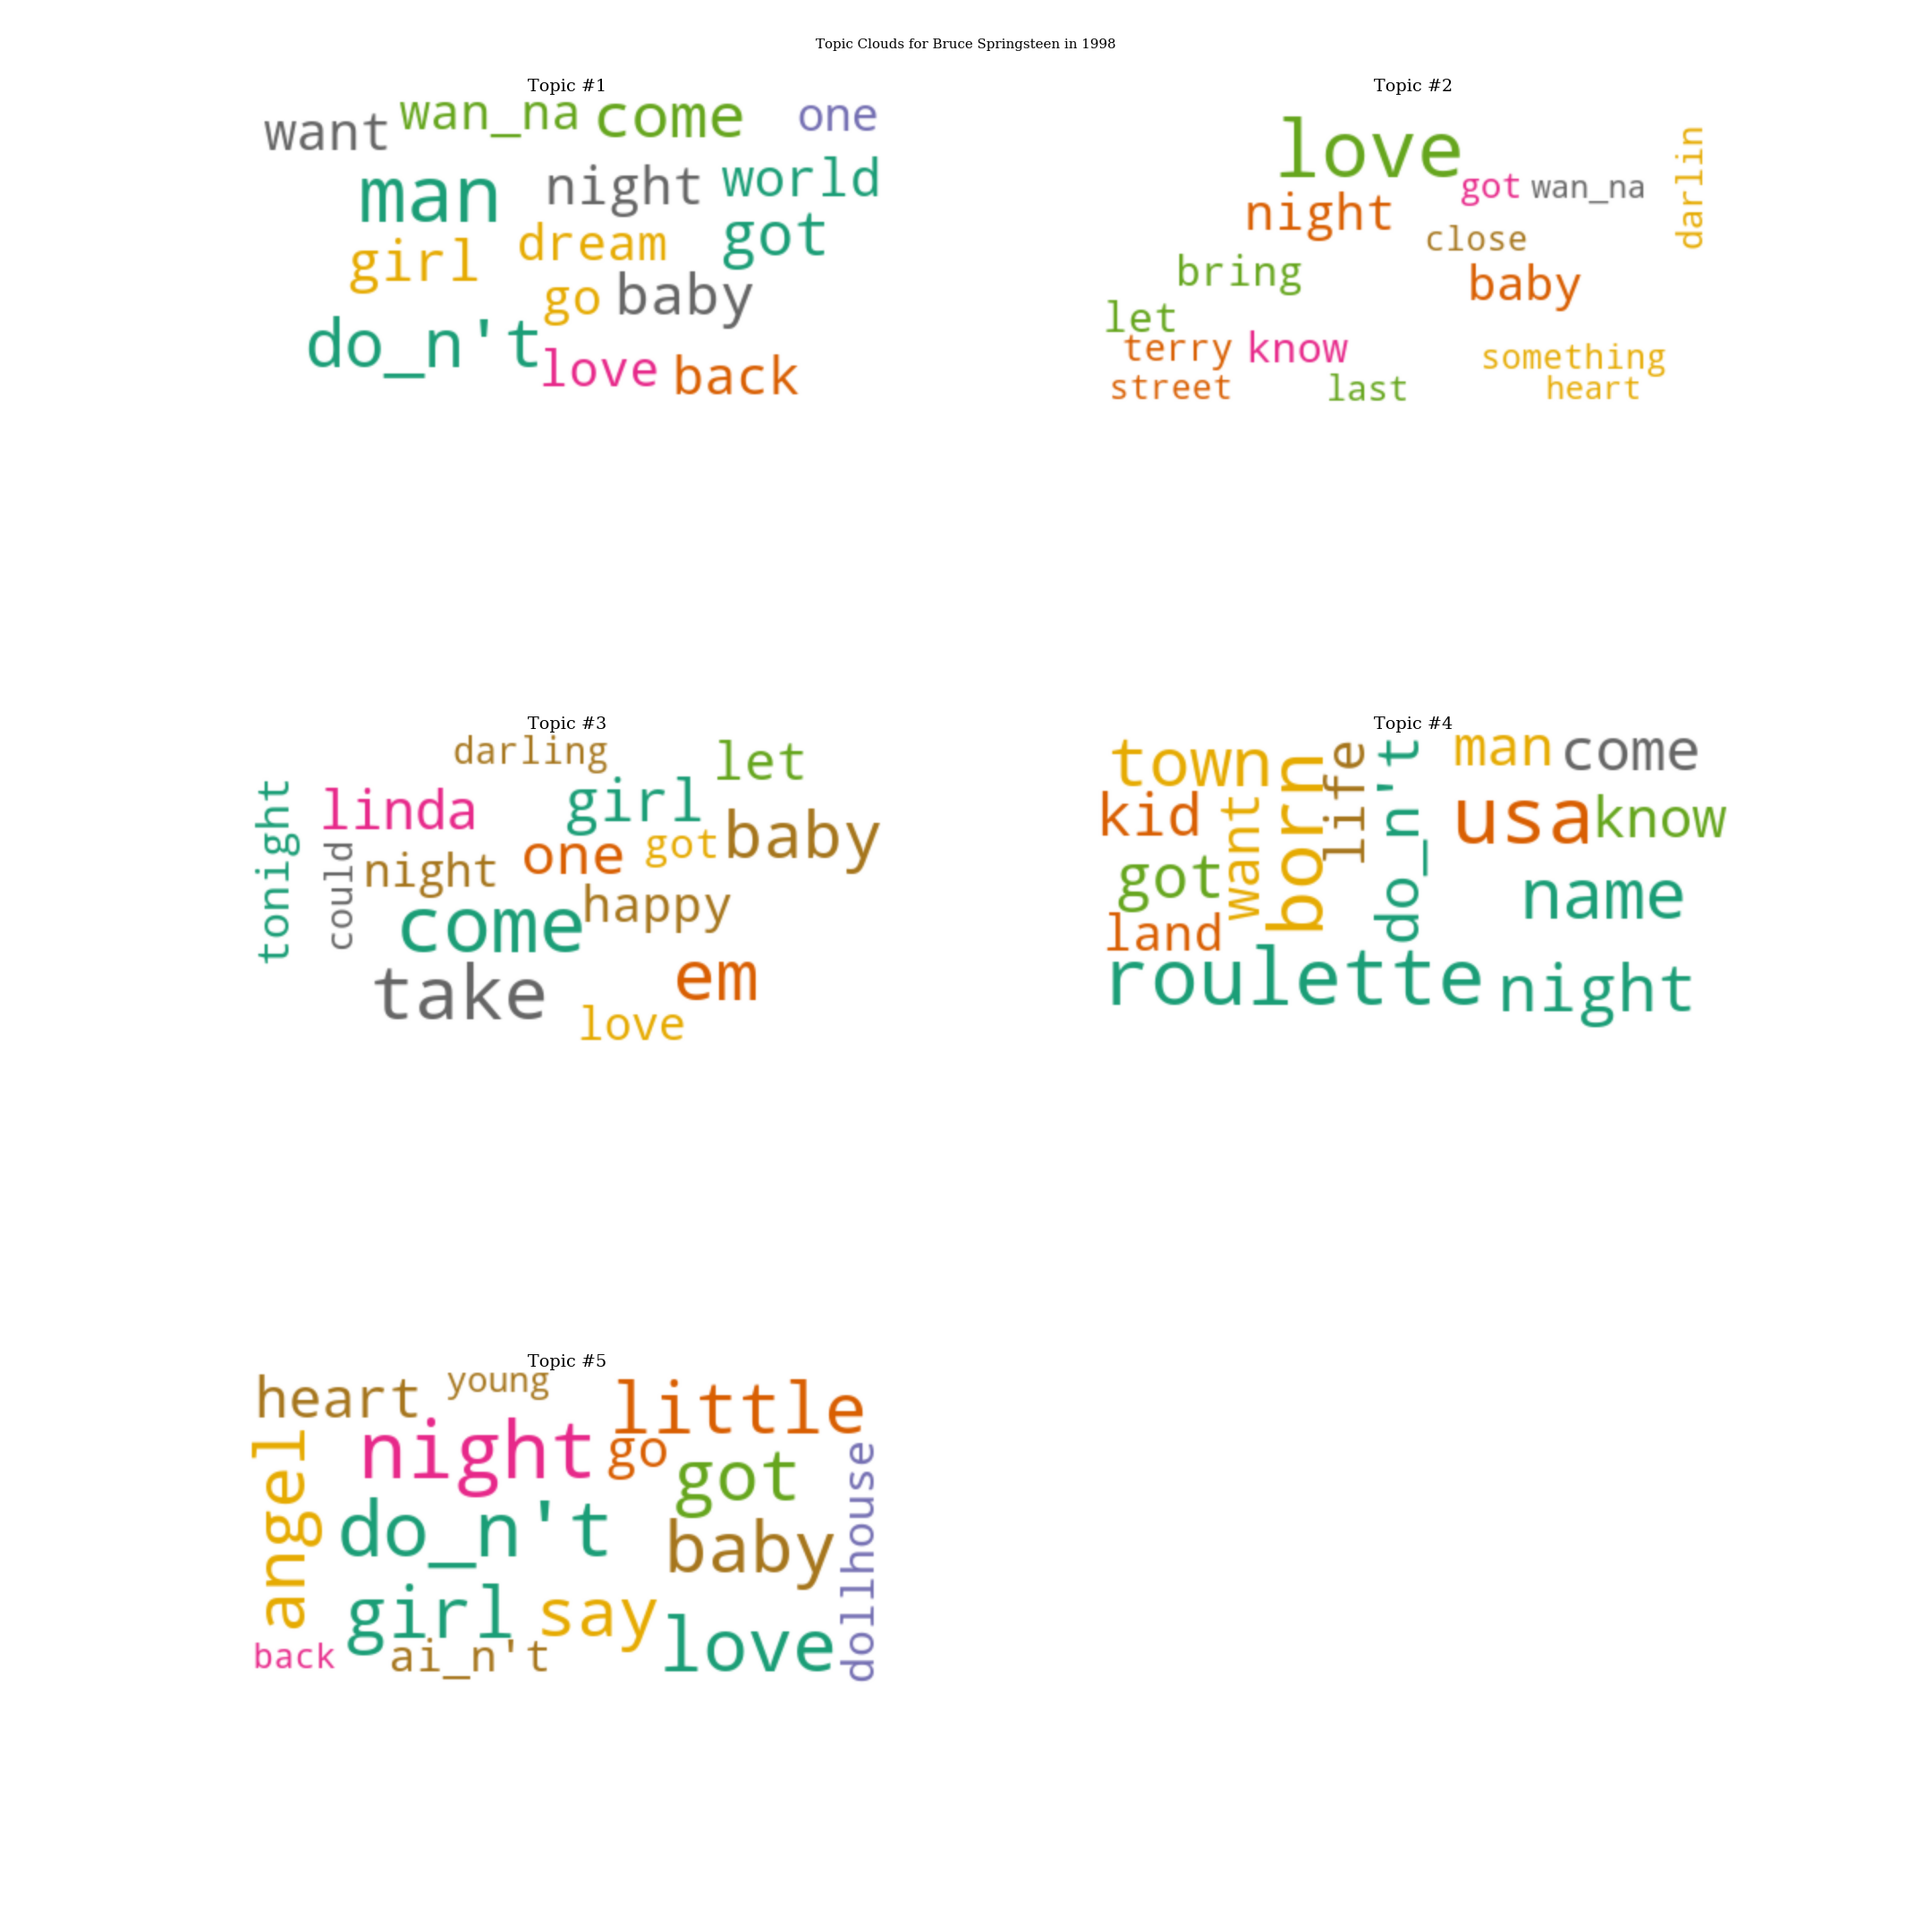 Topic Clouds for Bruce Springsteen in 1998
Topic #1
want wan_na come one
man night world
girl dream got
go baby
do_n't love back
Topic #2
love darlin
night got wan_na
close
bring baby
let
terry know something
street last heart
Topic #3
darling let
tonight linda girl
could night one got baby
come happy
take em
love
Topic #4
town born life do_n't man come
kid want usa know
got name
land
roulette night
Topic #5
heart young little
angel night go got dollhouse
do_n't baby
girl say love
back ai_n't